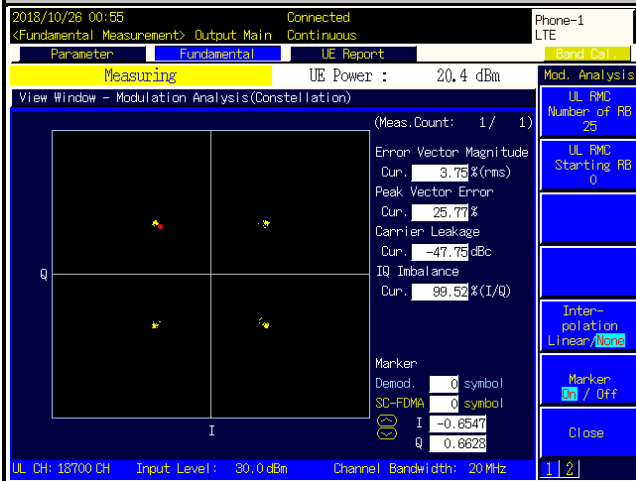 2018/10/26 00:55 Connected Phone-1
<Fundamental Measurement> Output Main Continuous LTE
Parameter Fundamental UE Report Band Cal.
Measuring UE Power : 20.4 dBm Mod. Analysis
View Window - Modulation Analysis(Constellation)
(Meas.Count: 1/ 1)
Error Vector Magnitude
Cur. 3.75 %(rms)
Peak Vector Error
Cur. 25.77 %
Carrier Leakage
Cur. -47.75 dBc
IQ Imbalance
Cur. 99.52 %(I/Q)
Marker
Demod. 0 symbol
SC-FDMA 0 symbol
I -0.6547
Q 0.6628
Q
I
UL RMC
Number of RB
25
UL RMC
Starting RB
0
Inter-
polation
Linear/None
Marker
On / Off
Close
UL CH: 18700 CH Input Level: 30.0 dBm Channel Bandwidth: 20 MHz 1 2